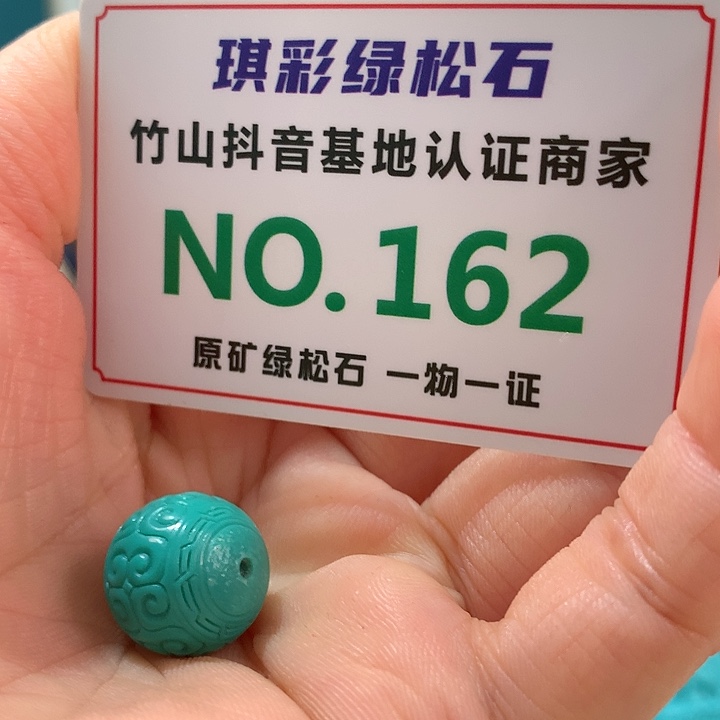 琪彩绿松石
竹山抖音基地认证商家
NO.162
原矿绿松石 一物一证